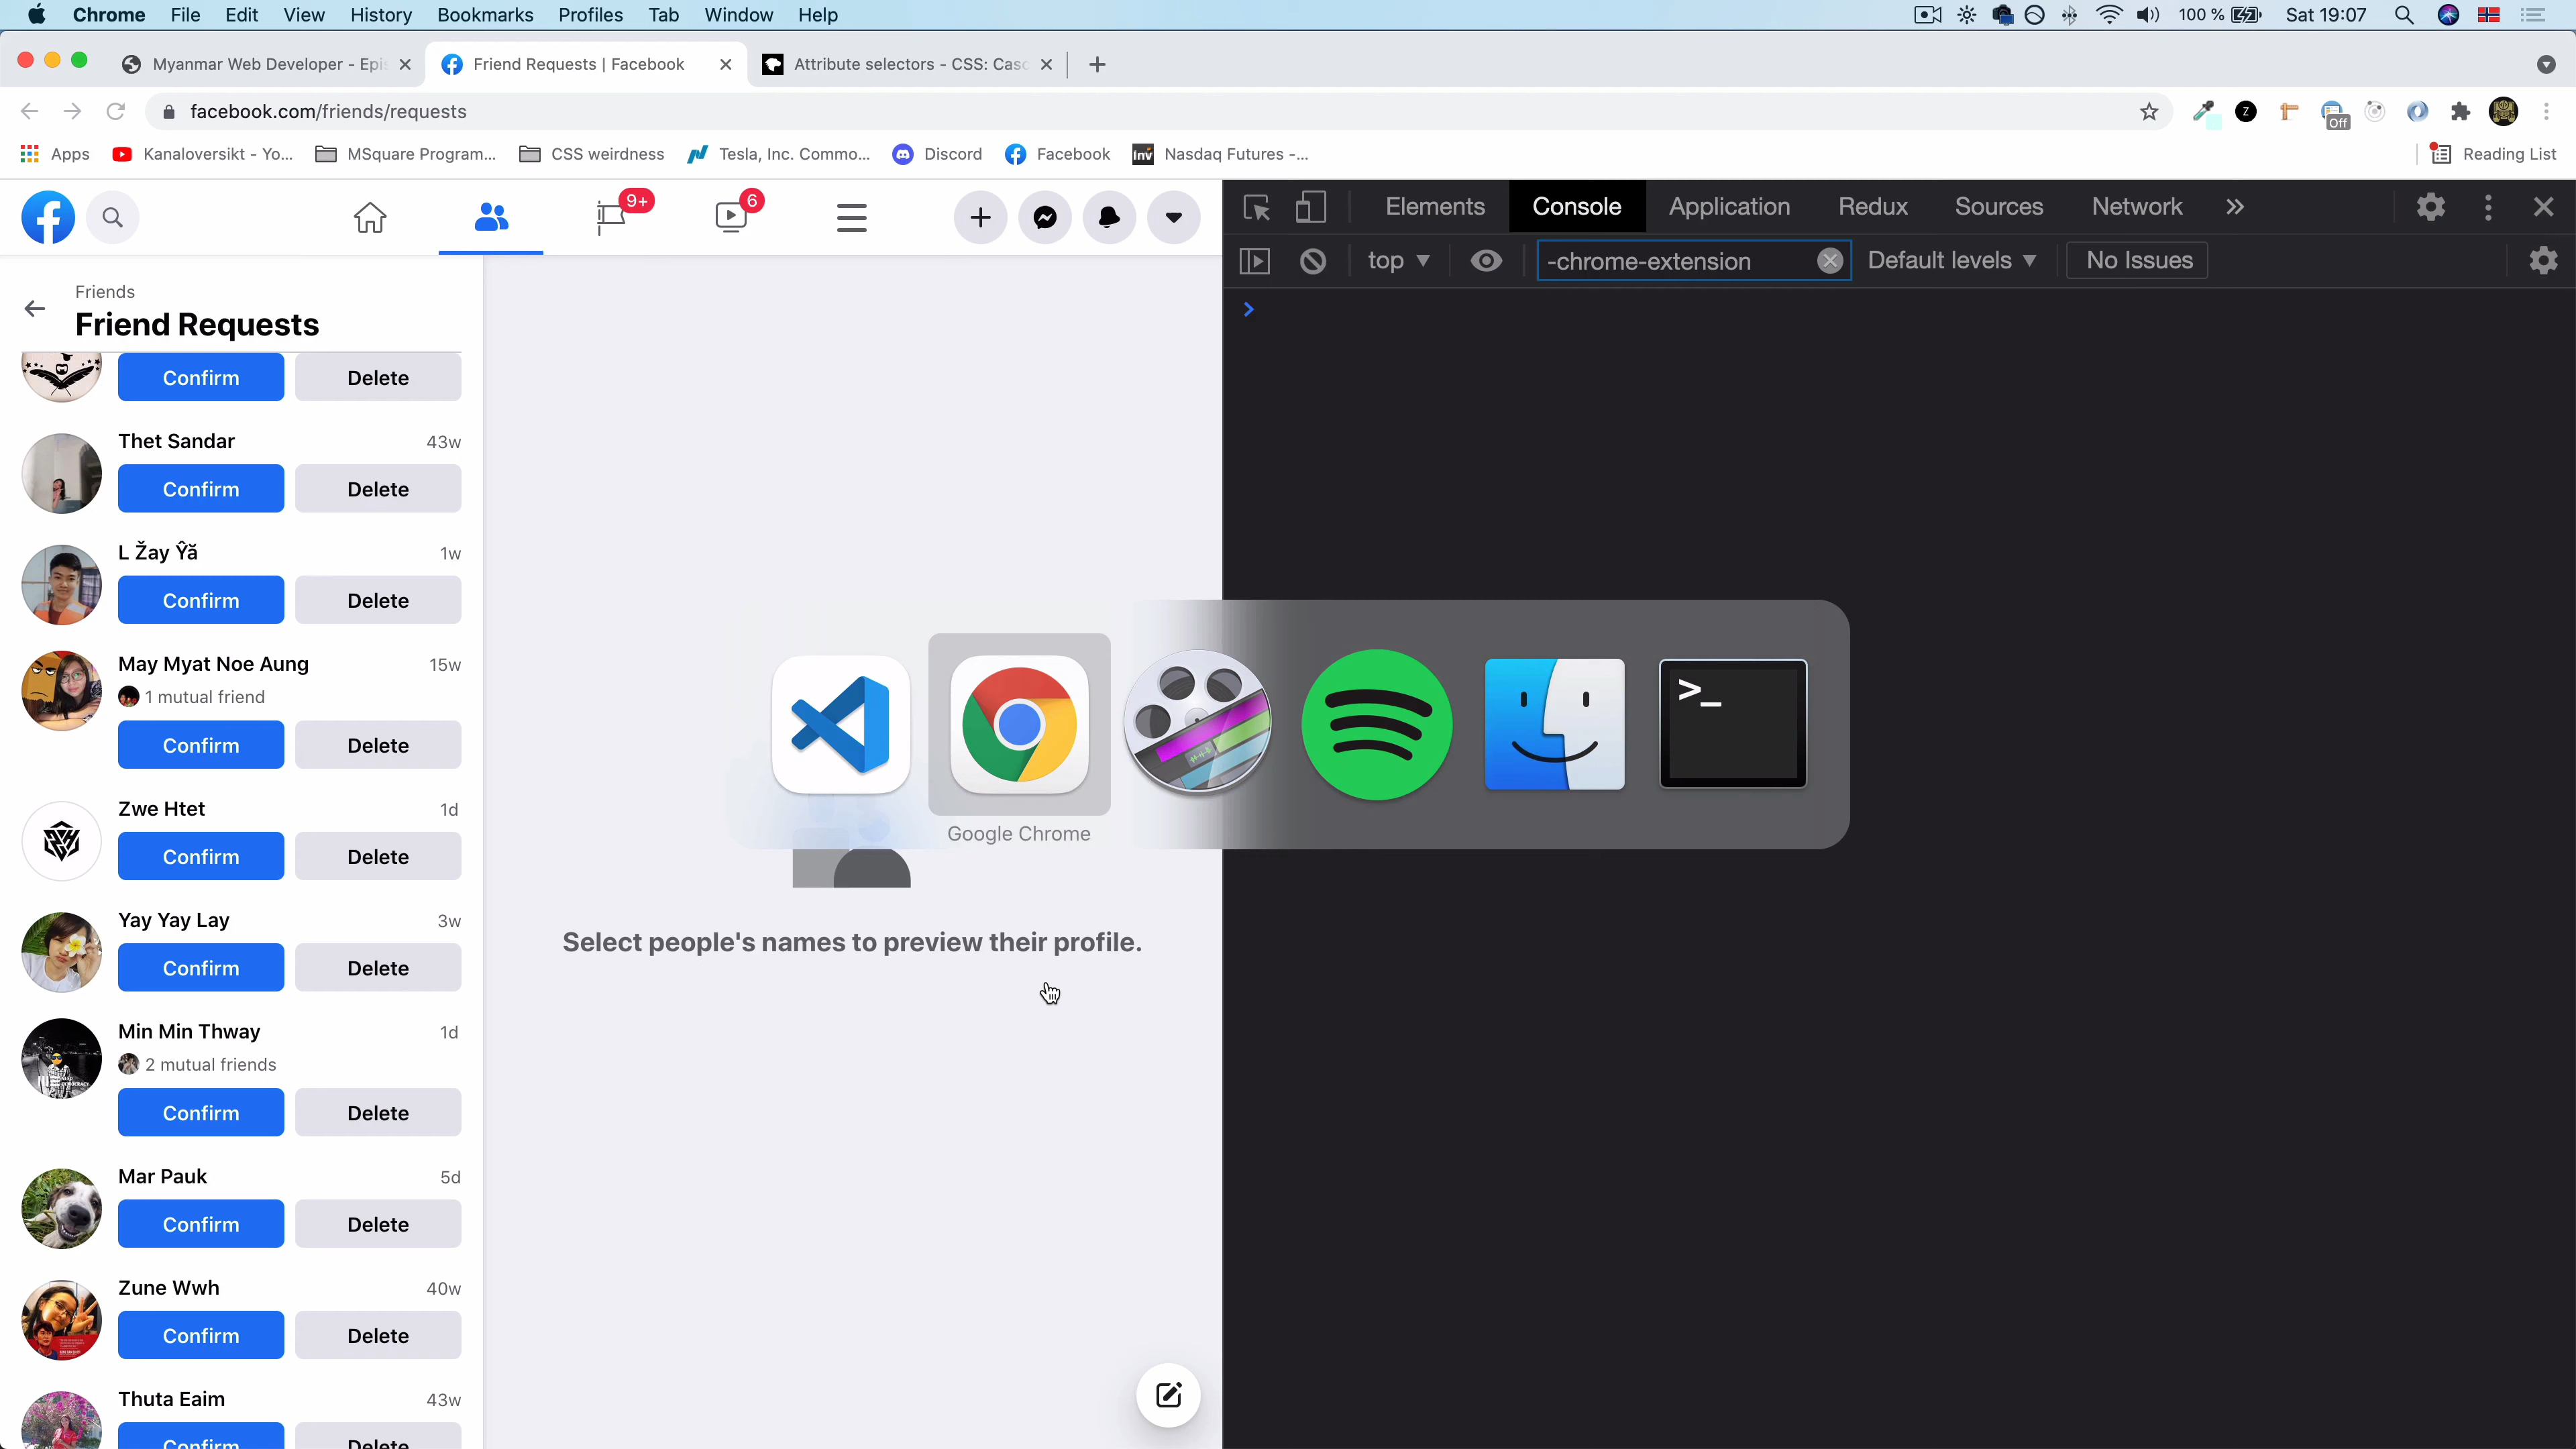 Chrome File Edit View History Bookmarks Profiles Tab Window Help 100 % Sat 19:07
Myanmar Web Developer - Epis Friend Requests | Facebook Attribute selectors - CSS: Casc
facebook.com/friends/requests Z Off
Apps Kanaloversikt - Yo... MSquare Program... CSS weirdness Tesla, Inc. Commo... Discord Facebook Inv Nasdaq Futures -... Reading List
9+ 6
Elements Console Application Redux Sources Network
top -chrome-extension Default levels No Issues
Friends
Friend Requests
Confirm Delete
Thet Sandar 43w
Confirm Delete
L Žay Ŷă 1w
Confirm Delete
May Myat Noe Aung 15w
1 mutual friend
Confirm Delete
Zwe Htet 1d
Confirm Delete
Yay Yay Lay 3w
Confirm Delete
Min Min Thway 1d
2 mutual friends
Confirm Delete
Mar Pauk 5d
Confirm Delete
Zune Wwh 40w
Confirm Delete
Thuta Eaim 43w
Confirm Delete
>_
Google Chrome
Select people's names to preview their profile.